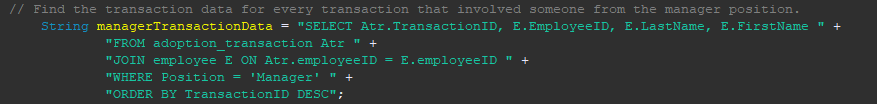 // Find the transaction data for every transaction that involved someone from the manager position.
String managerTransactionData = "SELECT Atr.TransactionID, E.EmployeeID, E.LastName, E.FirstName " +
"FROM adoption_transaction Atr " +
"JOIN employee E ON Atr.employeeID = E.employeeID " +
"WHERE Position = 'Manager' " +
"ORDER BY TransactionID DESC";